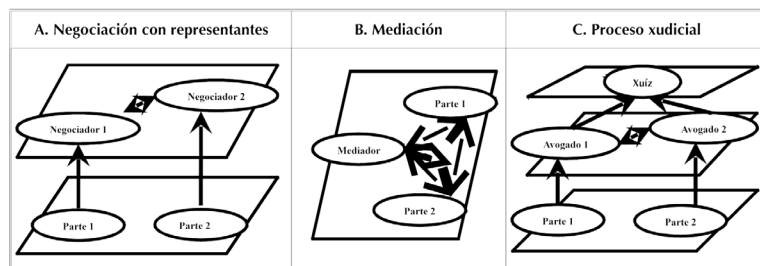 A. Negociación con representantes
B. Mediación
C. Proceso xudicial
Negociador 2
Negociador 1
Parte 1
Parte 2
Parte 1
Mediador
Parte 2
Xuíz
Avogado 1
Avogado 2
Parte 1
Parte 2